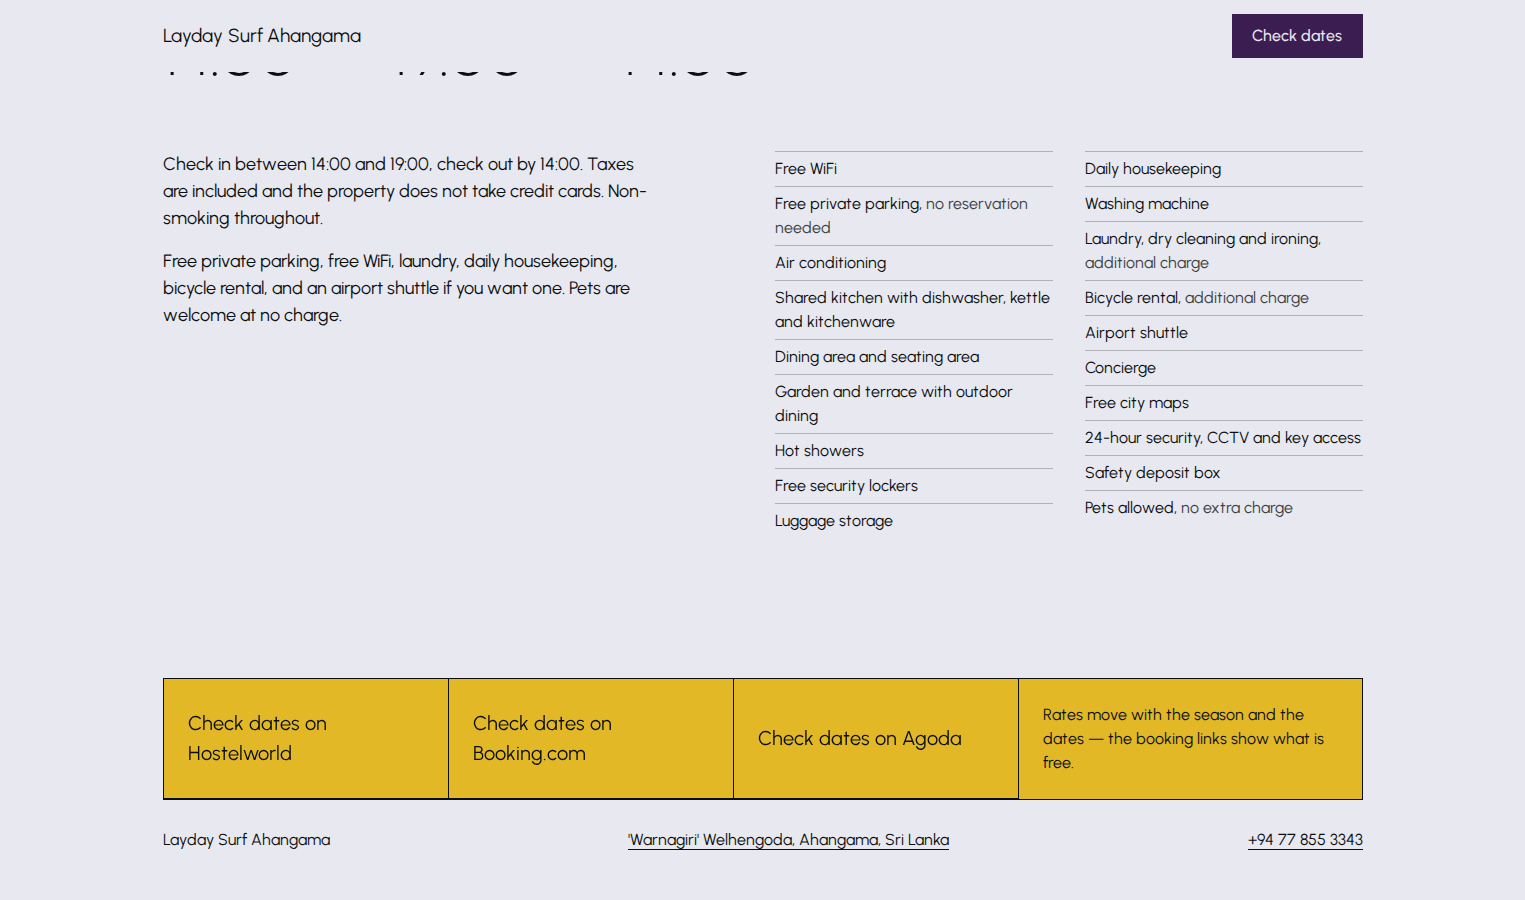 Layday Surf Ahangama
Check dates
Check in between 14:00 and 19:00, check out by 14:00. Taxes
are included and the property does not take credit cards. Non-
smoking throughout.
Free private parking, free WiFi, laundry, daily housekeeping,
bicycle rental, and an airport shuttle if you want one. Pets are
welcome at no charge.
Free WiFi
Free private parking, no reservation
needed
Air conditioning
Shared kitchen with dishwasher, kettle
and kitchenware
Dining area and seating area
Garden and terrace with outdoor
dining
Hot showers
Free security lockers
Luggage storage
Daily housekeeping
Washing machine
Laundry, dry cleaning and ironing,
additional charge
Bicycle rental, additional charge
Airport shuttle
Concierge
Free city maps
24-hour security, CCTV and key access
Safety deposit box
Pets allowed, no extra charge
Check dates on
Hostelworld
Check dates on
Booking.com
Check dates on Agoda
Rates move with the season and the
dates — the booking links show what is
free.
Layday Surf Ahangama
'Warnagiri' Welhengoda, Ahangama, Sri Lanka
+94 77 855 3343